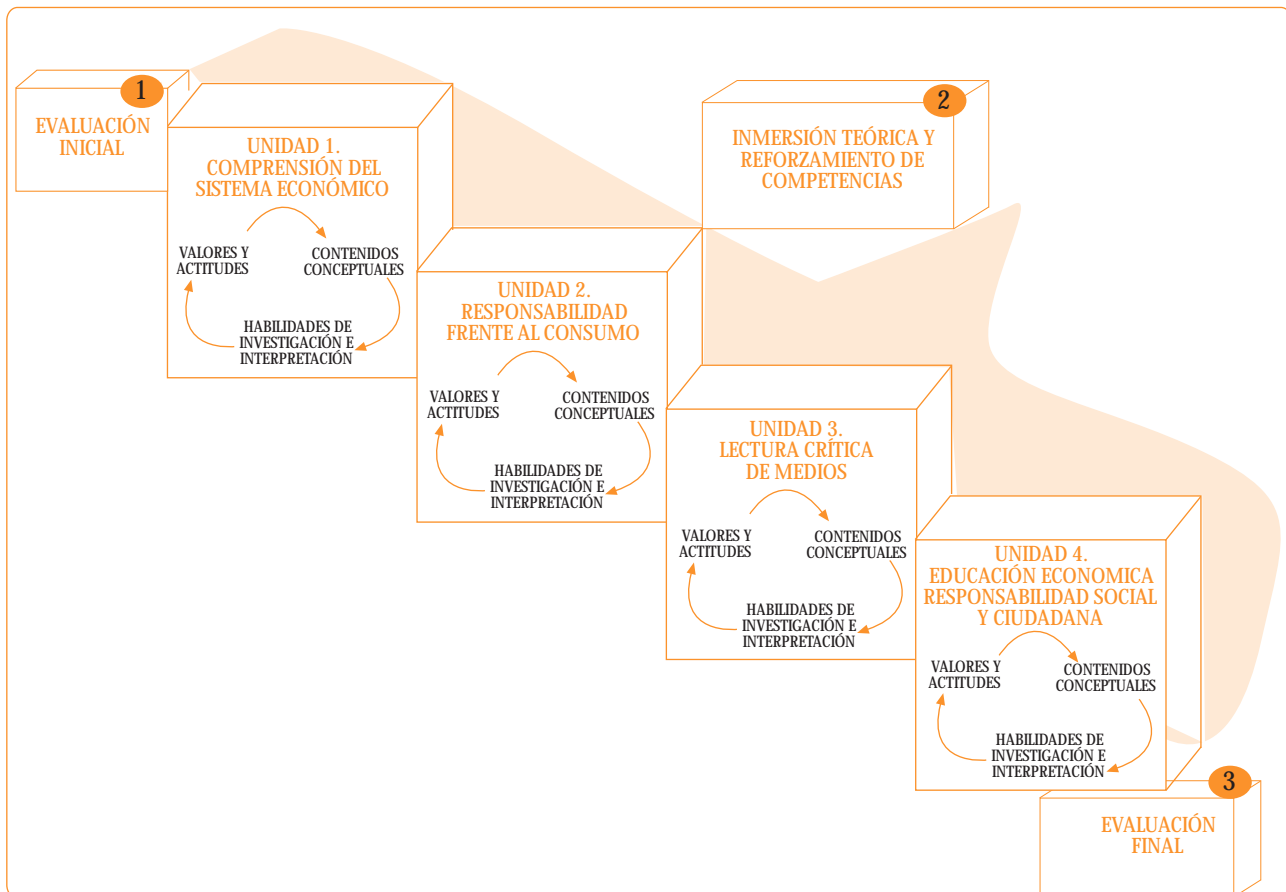 1
EVALUACIÓN
INICIAL
UNIDAD 1.
COMPRENSIÓN DEL
SISTEMA ECONÓMICO
VALORES Y
ACTITUDES
CONTENIDOS
CONCEPTUALES
HABILIDADES DE
INVESTIGACIÓN E
INTERPRETACIÓN
2
INMERSIÓN TEÓRICA Y
REFORZAMIENTO DE
COMPETENCIAS
UNIDAD 2.
RESPONSABILIDAD
FRENTE AL CONSUMO
VALORES Y
ACTITUDES
CONTENIDOS
CONCEPTUALES
HABILIDADES DE
INVESTIGACIÓN E
INTERPRETACIÓN
UNIDAD 3.
LECTURA CRÍTICA
DE MEDIOS
VALORES Y
ACTITUDES
CONTENIDOS
CONCEPTUALES
HABILIDADES DE
INVESTIGACIÓN E
INTERPRETACIÓN
UNIDAD 4.
EDUCACIÓN ECONOMICA
RESPONSABILIDAD SOCIAL
Y CIUDADANA
VALORES Y
ACTITUDES
CONTENIDOS
CONCEPTUALES
HABILIDADES DE
INVESTIGACIÓN E
INTERPRETACIÓN
3
EVALUACIÓN
FINAL